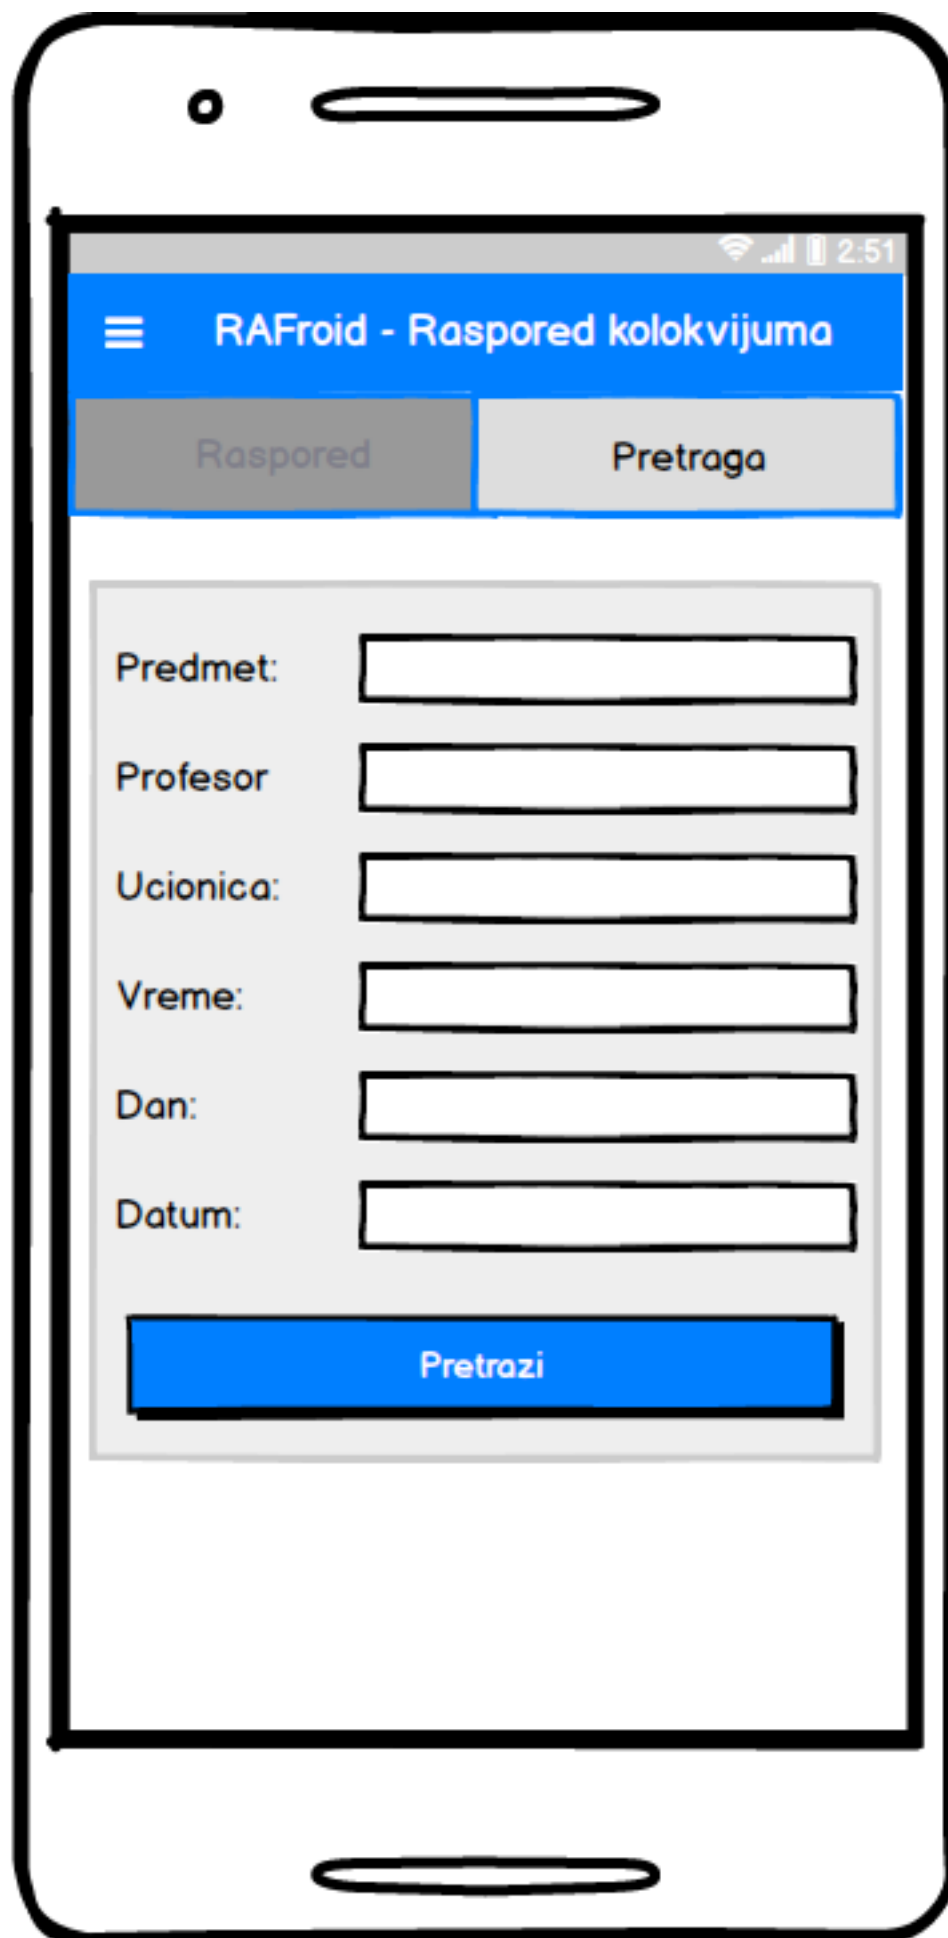 2:51
RAFroid - Raspored kolokvijuma
Raspored Pretraga
Predmet:
Profesor
Ucionica:
Vreme:
Dan:
Datum:
Pretrazi